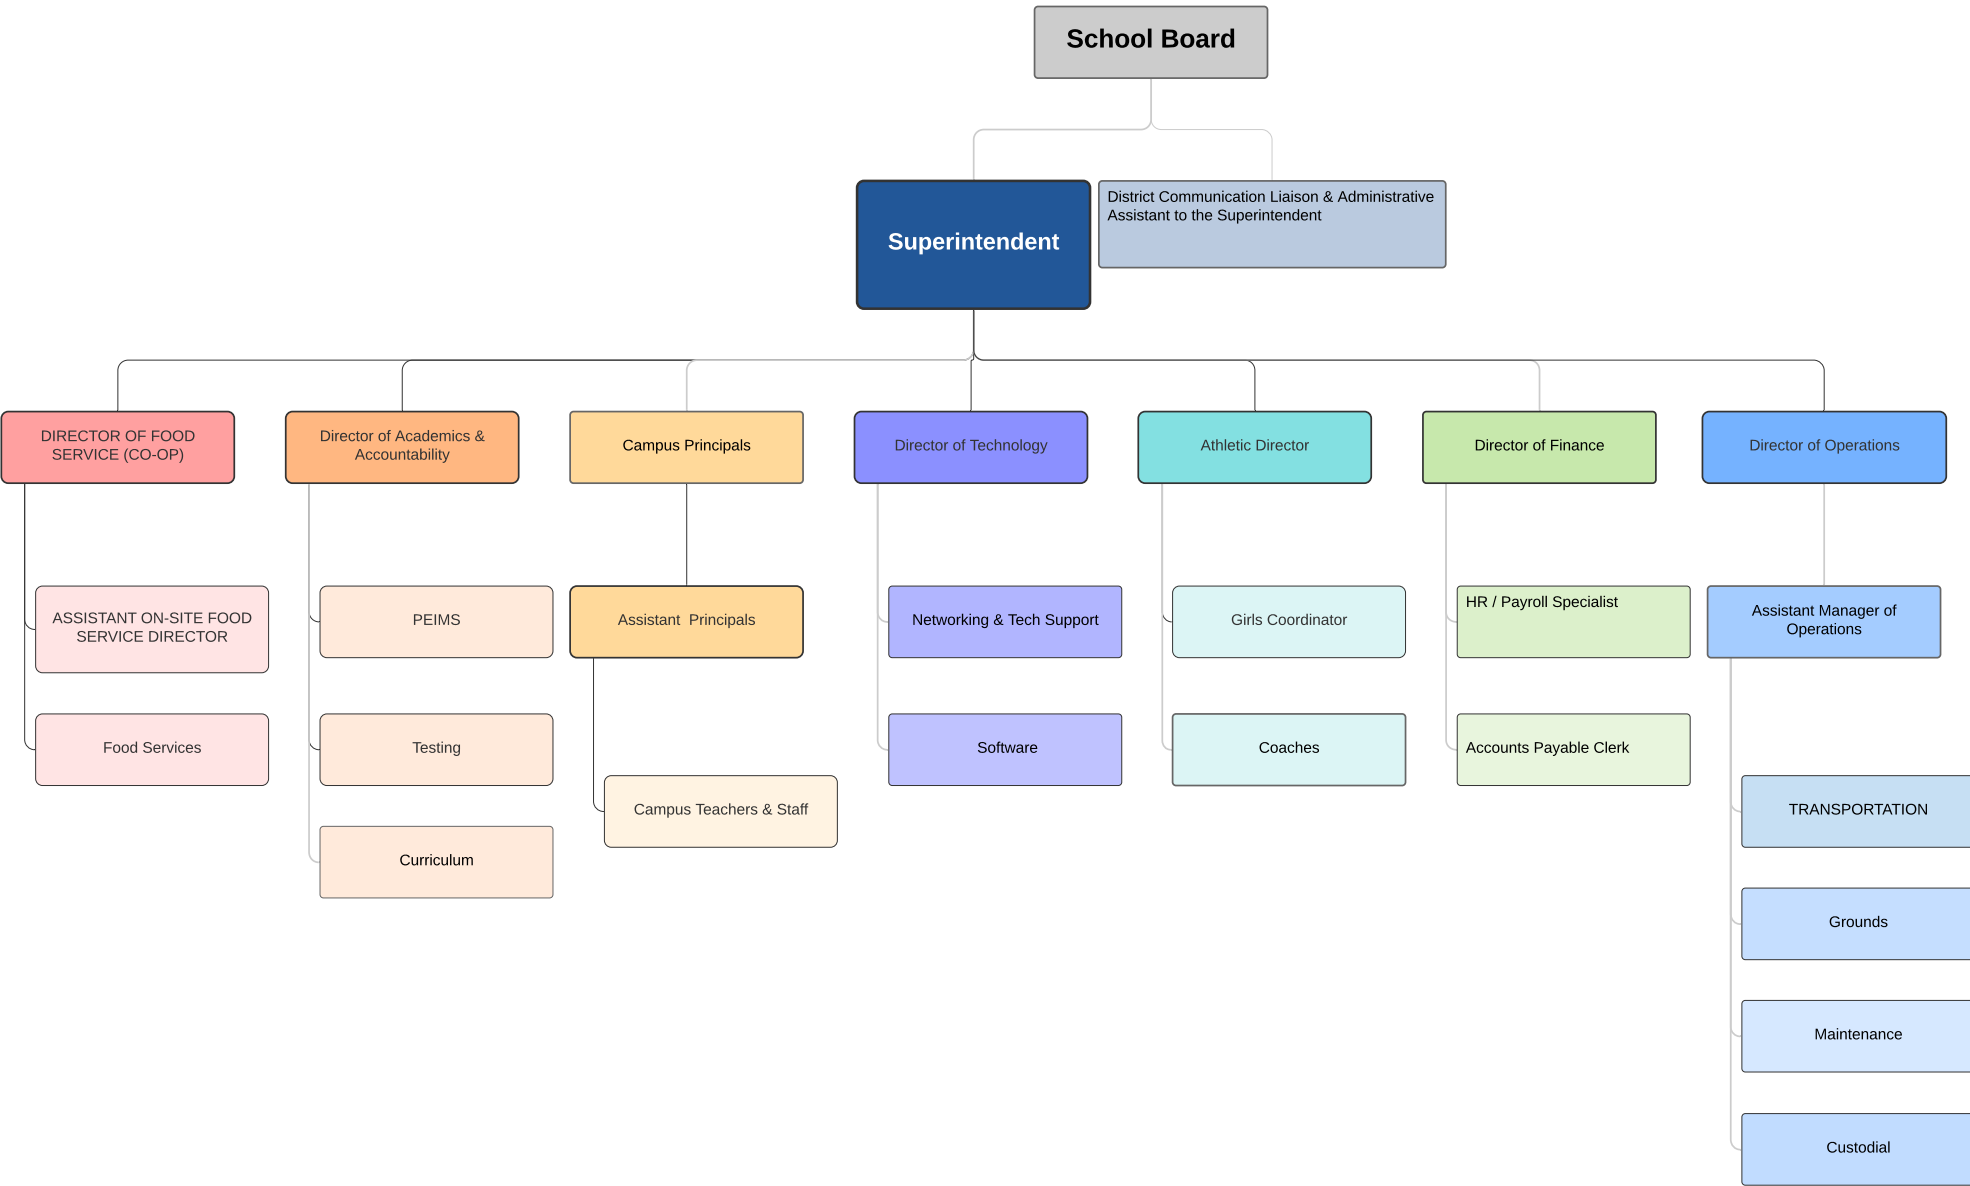 School Board
Superintendent
District Communication Liaison & Administrative
Assistant to the Superintendent
DIRECTOR OF FOOD
SERVICE (CO-OP)
Director of Academics &
Accountability
Campus Principals
Director of Technology
Athletic Director
Director of Finance
Director of Operations
ASSISTANT ON-SITE FOOD
SERVICE DIRECTOR
PEIMS
Assistant  Principals
Networking & Tech Support
Girls Coordinator
HR / Payroll Specialist
Assistant Manager of
Operations
Food Services
Testing
Software
Coaches
Accounts Payable Clerk
Campus Teachers & Staff
TRANSPORTATION
Curriculum
Grounds
Maintenance
Custodial